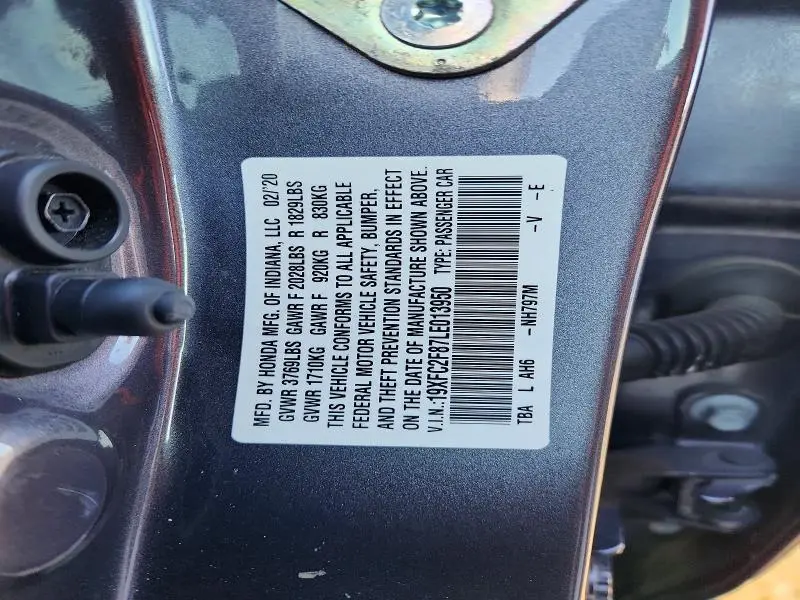 MFD. BY HONDA MFG. OF INDIANA, LLC 02/'20
GVWR 3769LBS GAWR F 2028LBS R 1829LBS
GVWR 1710KG GAWR F 920KG R 830KG
THIS VEHICLE CONFORMS TO ALL APPLICABLE
FEDERAL MOTOR VEHICLE SAFETY, BUMPER,
AND THEFT PREVENTION STANDARDS IN EFFECT
ON THE DATE OF MANUFACTURE SHOWN ABOVE.
V.I.N.:19XFC2F87LE013950 TYPE: PASSENGER CAR
TBA L AH6 -NH797M -V -E